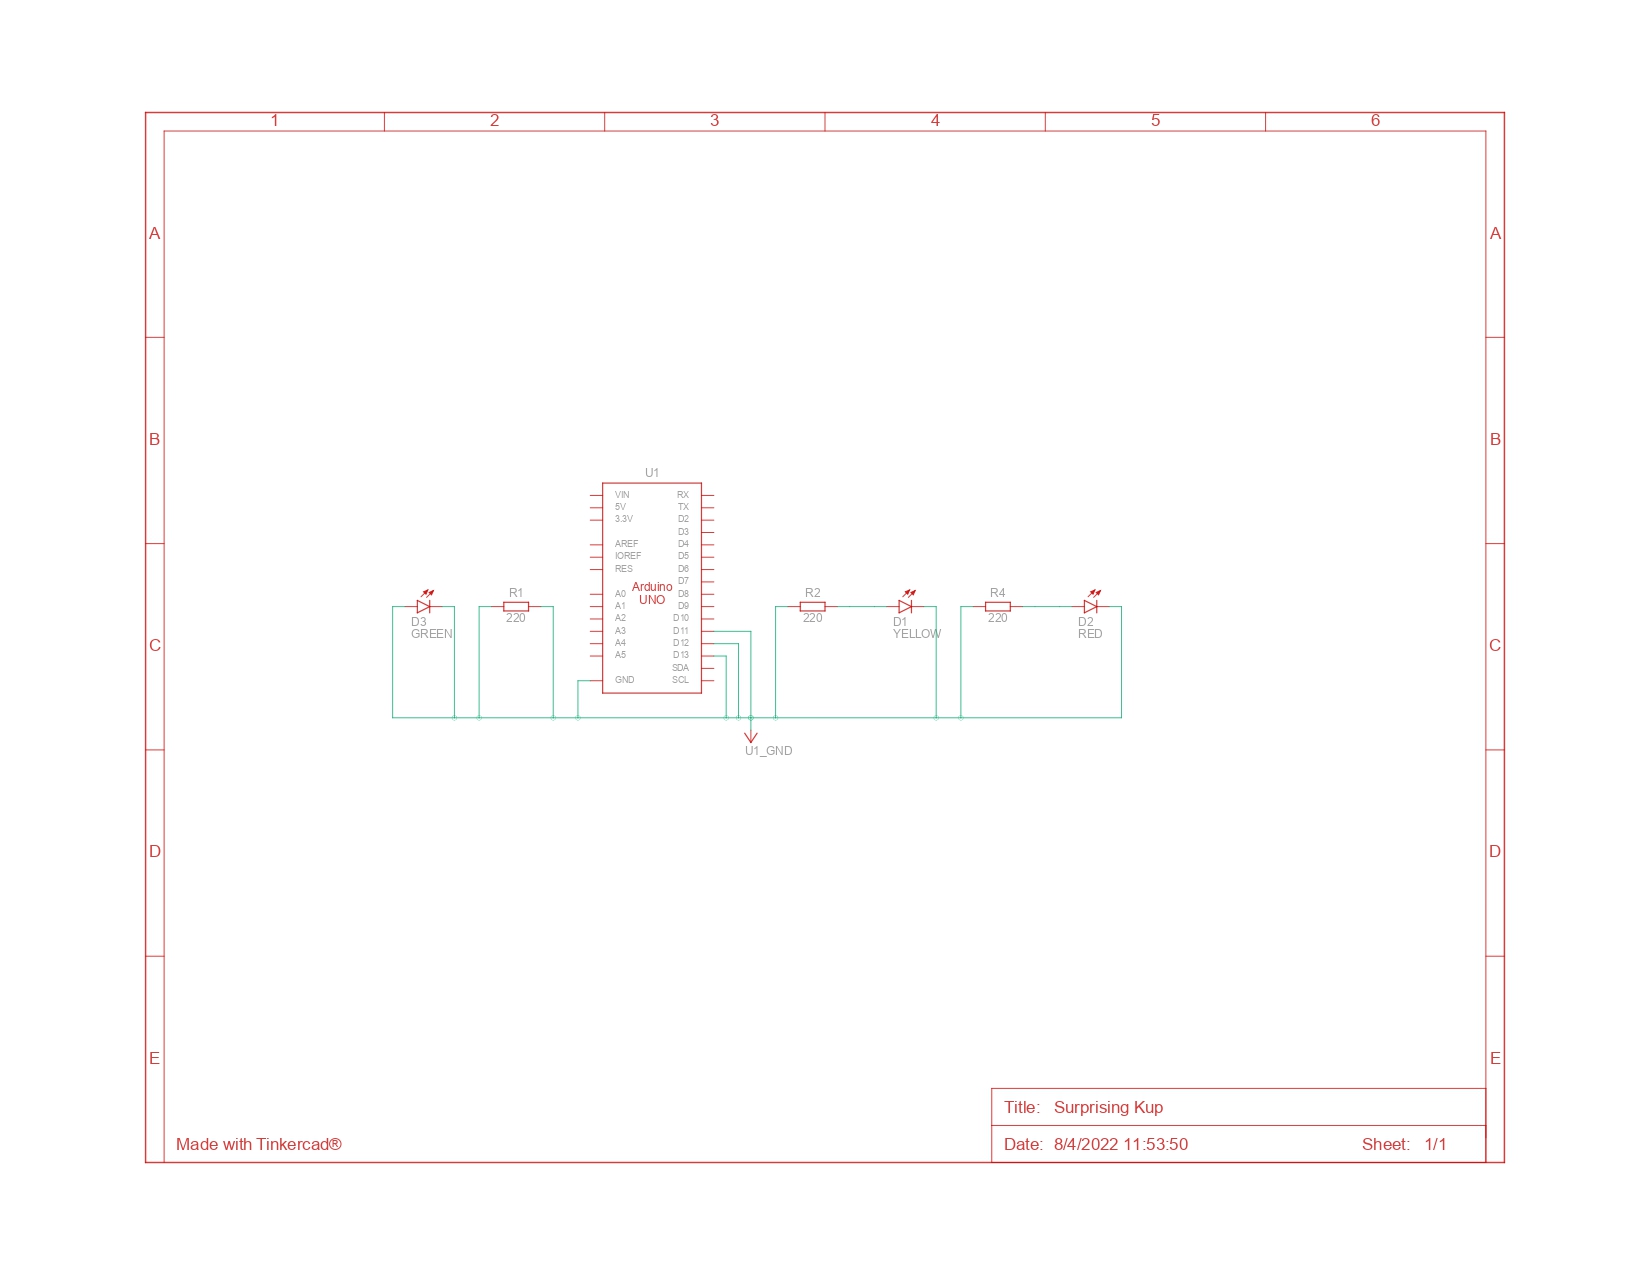 1 2 3 4 5 6
A A
B B
U1
VIN RX
5V TX
3.3V D2
D3
AREF D4
IOREF D5
RES D6
D7
Arduino
UNO
A0 D8
A1 D9
A2 D10
A3 D11
A4 D12
A5 D13
SDA
GND SCL
R1
220
R2
220
R4
220
D3
GREEN
D1
YELLOW
D2
RED
C C
U1_GND
D D
E E
Title: Surprising Kup
Made with Tinkercad®
Date: 8/4/2022 11:53:50 Sheet: 1/1